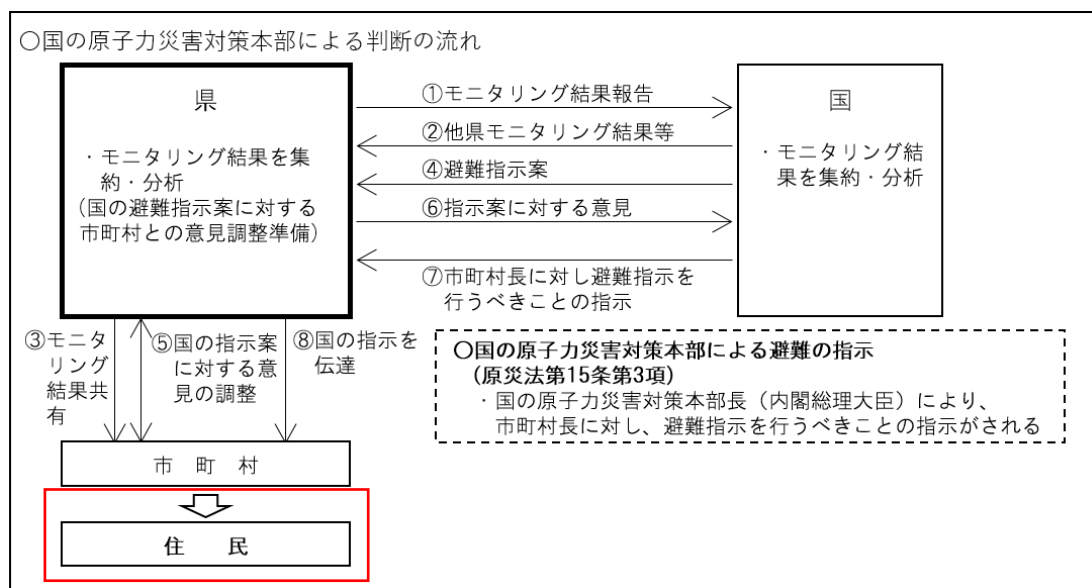 〇国の原子力災害対策本部による判断の流れ
県
・モニタリング結果を集
約・分析
(国の避難指示案に対する
市町村との意見調整準備)
①モニタリング結果報告
②他県モニタリング結果等
④避難指示案
⑥指示案に対する意見
⑦市町村長に対し避難指示を
行うべきことの指示
国
・モニタリング結
果を集約・分析
③モニタ
リング
結果共
有
⑤国の指示案
に対する意
見の調整
⑧国の指示を
伝達
〇国の原子力災害対策本部による避難の指示
(原災法第15条第3項)
・国の原子力災害対策本部長（内閣総理大臣）により、
市町村長に対し、避難指示を行うべきことの指示がされる
市 町 村
住 民